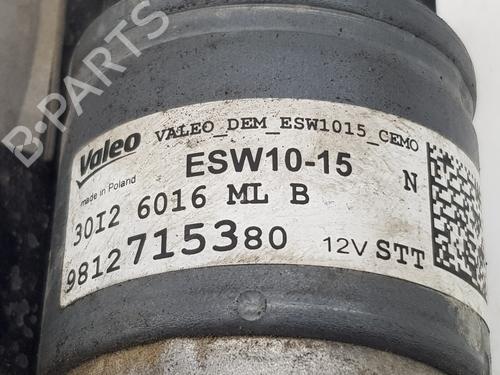 B-PARTS
Valeo
VALEO_DEM_ESW1015_CEMO
made in Poland
ESW10-15
N
30I2 6016 ML B
9812715380
12V STT